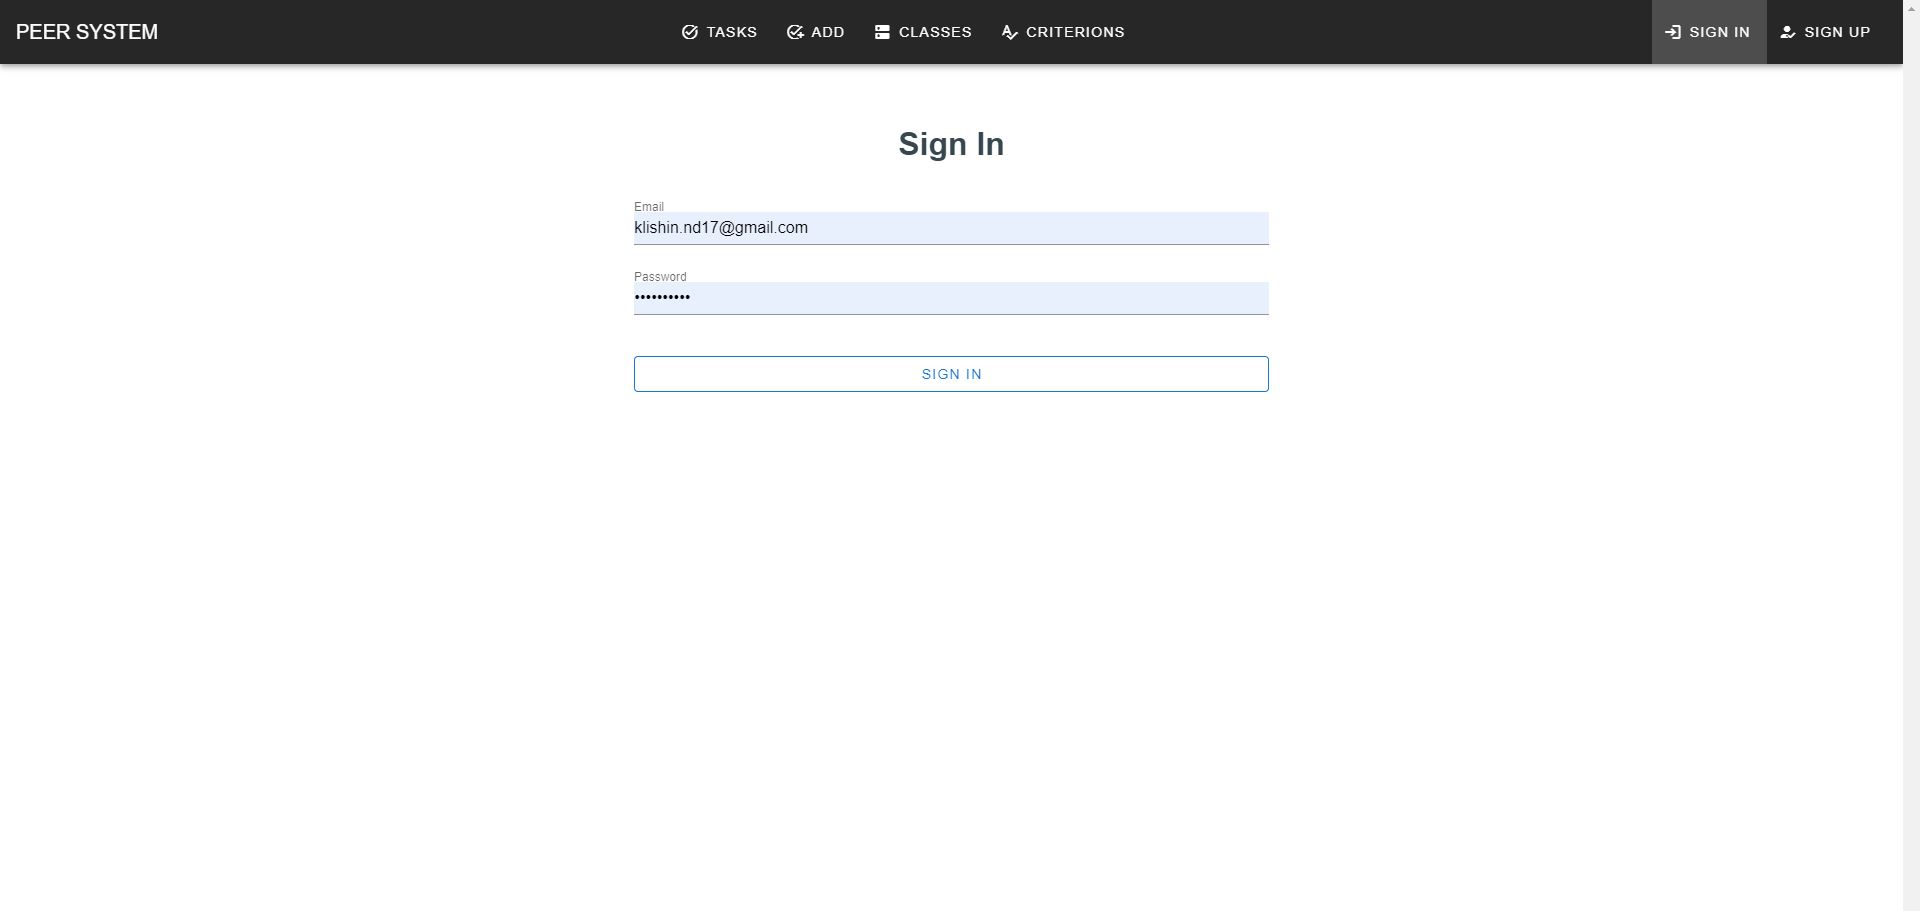 PEER SYSTEM
TASKS
ADD
CLASSES
CRITERIONS
SIGN IN
SIGN UP
Sign In
Email
klishin.nd17@gmail.com
Password
••••••••••
SIGN IN